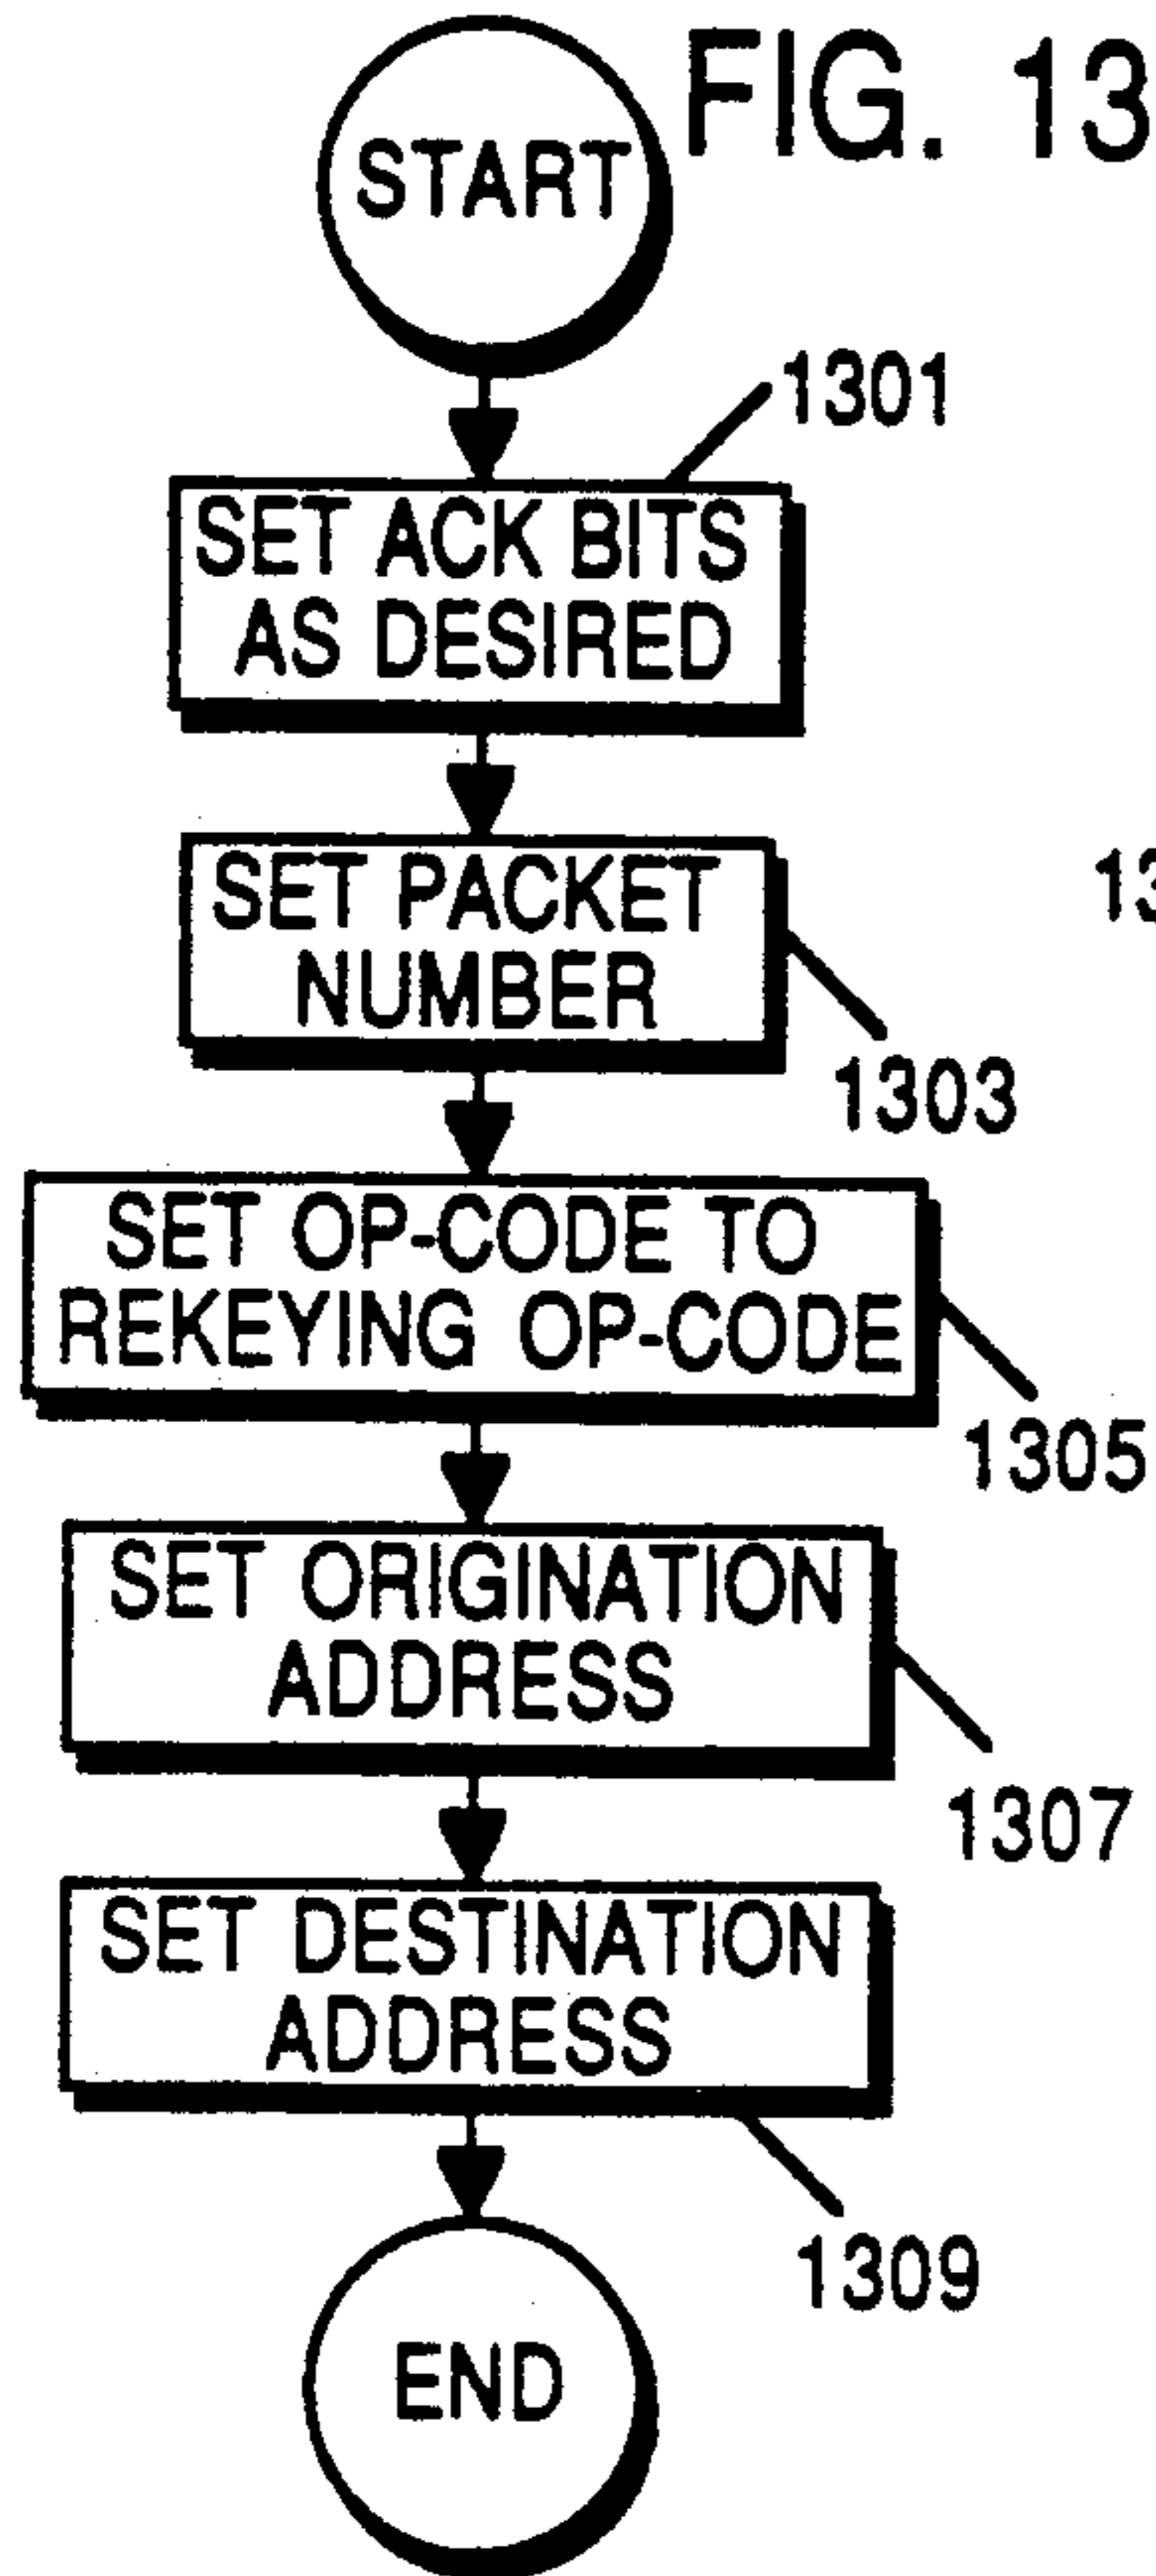 FIG. 13
START
1301
SET ACK BITS
AS DESIRED
SET PACKET
NUMBER
1303
SET OP-CODE TO
REKEYING OP-CODE
1305
SET ORIGINATION
ADDRESS
1307
SET DESTINATION
ADDRESS
1309
END